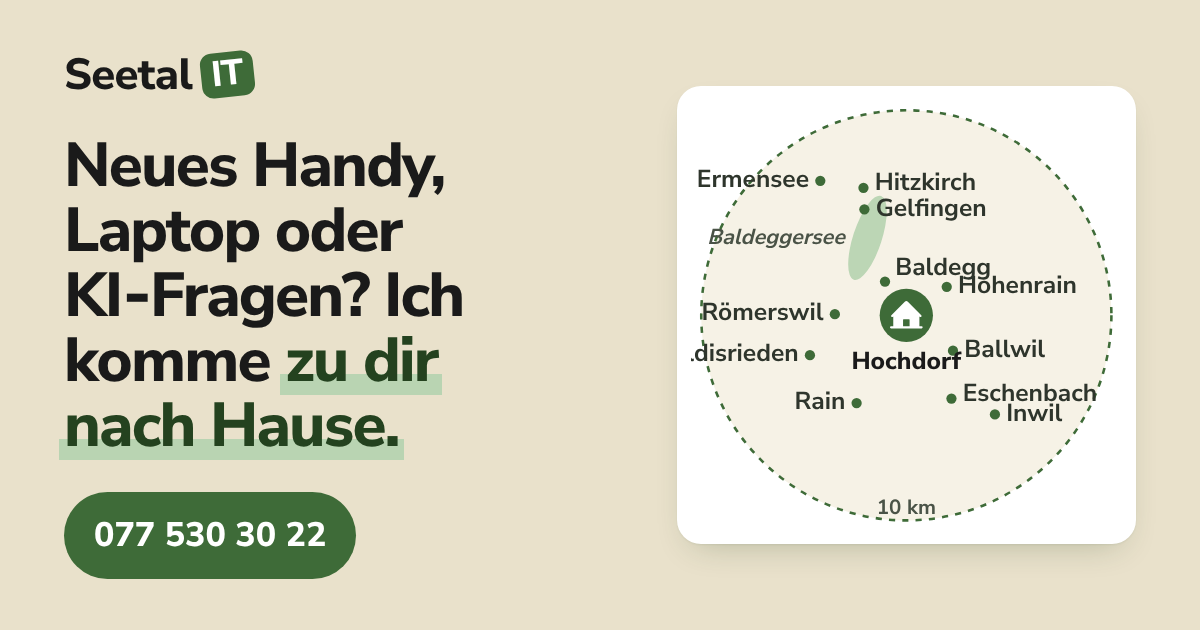 Seetal IT
Neues Handy,
Laptop oder
KI-Fragen? Ich
komme zu dir
nach Hause.
077 530 30 22
Ermensee
Hitzkirch
Gelfingen
Baldeggersee
Baldegg
Hohenrain
Römerswil
disrieden
Ballwil
Hochdorf
Rain
Eschenbach
Inwil
10 km